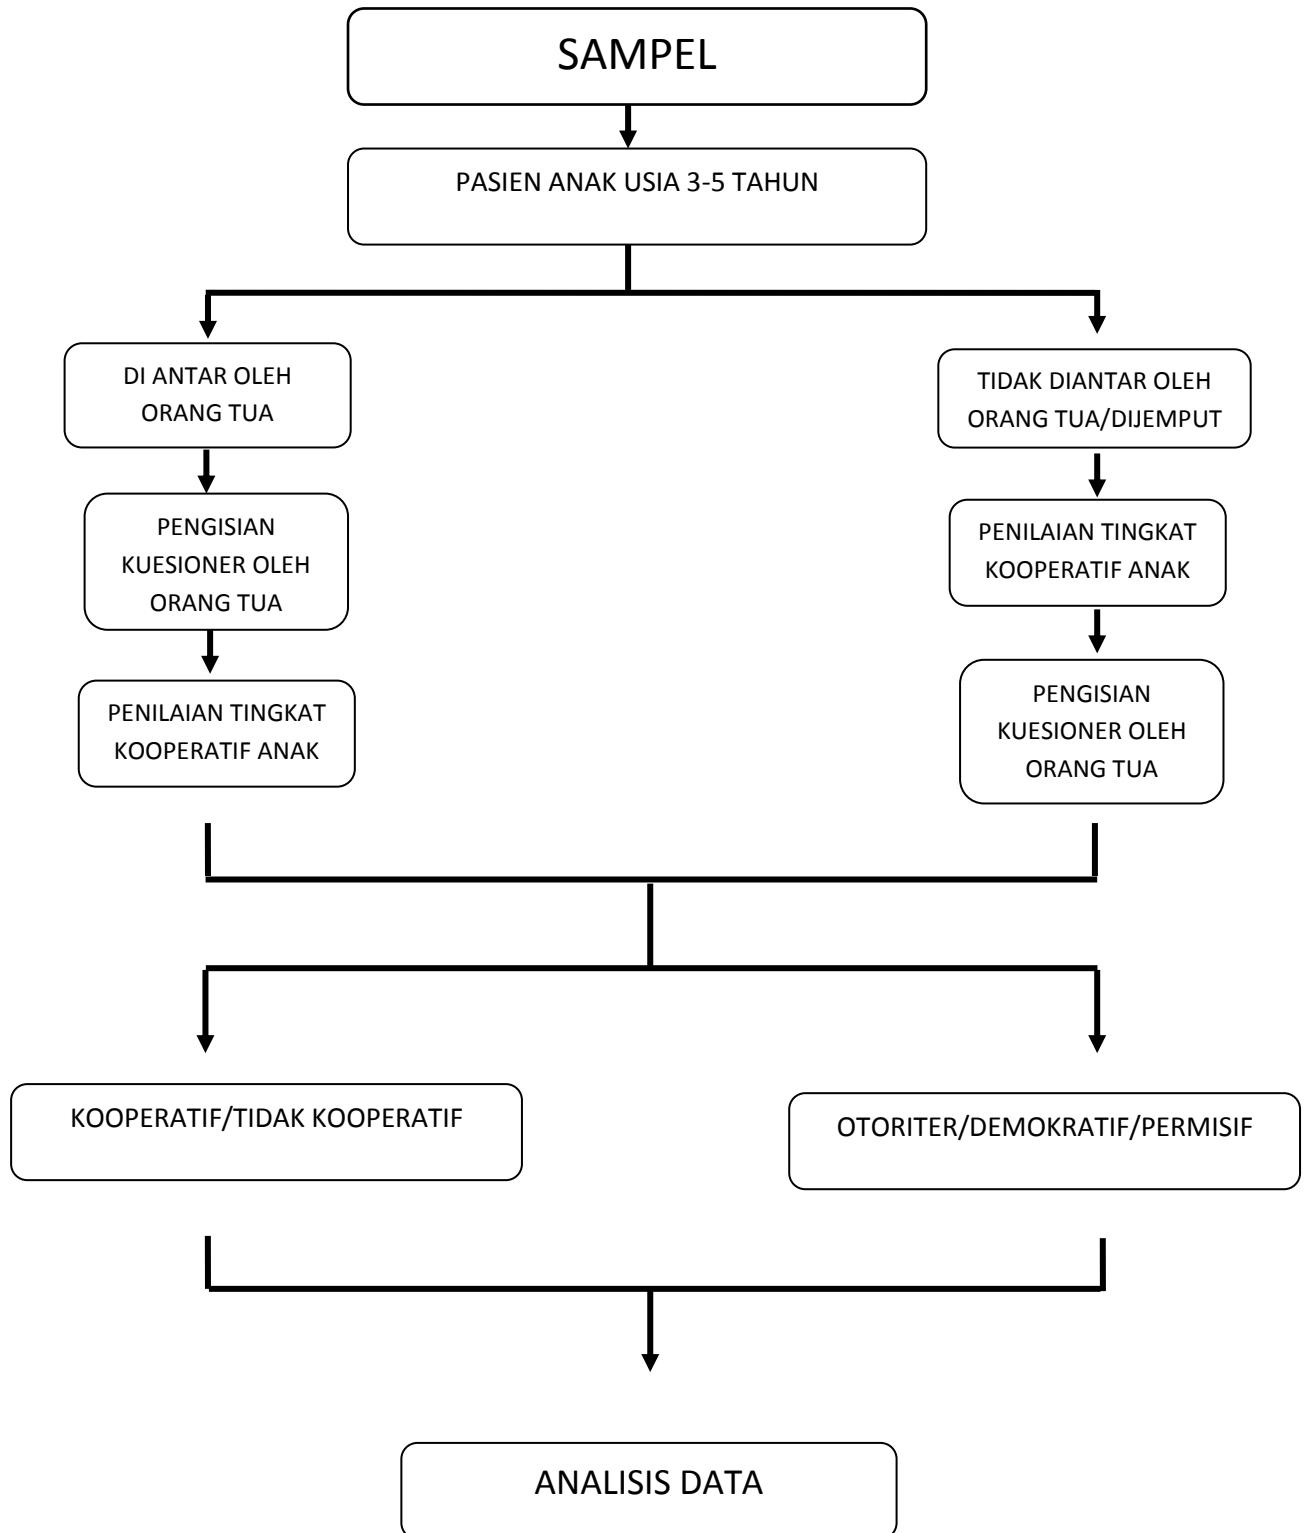 SAMPEL
PASIEN ANAK USIA 3-5 TAHUN
DI ANTAR OLEH
ORANG TUA
TIDAK DIANTAR OLEH
ORANG TUA/DIJEMPUT
PENGISIAN
KUESIONER OLEH
ORANG TUA
PENILAIAN TINGKAT
KOOPERATIF ANAK
PENILAIAN TINGKAT
KOOPERATIF ANAK
PENGISIAN
KUESIONER OLEH
ORANG TUA
KOOPERATIF/TIDAK KOOPERATIF
OTORITER/DEMOKRATIF/PERMISIF
ANALISIS DATA